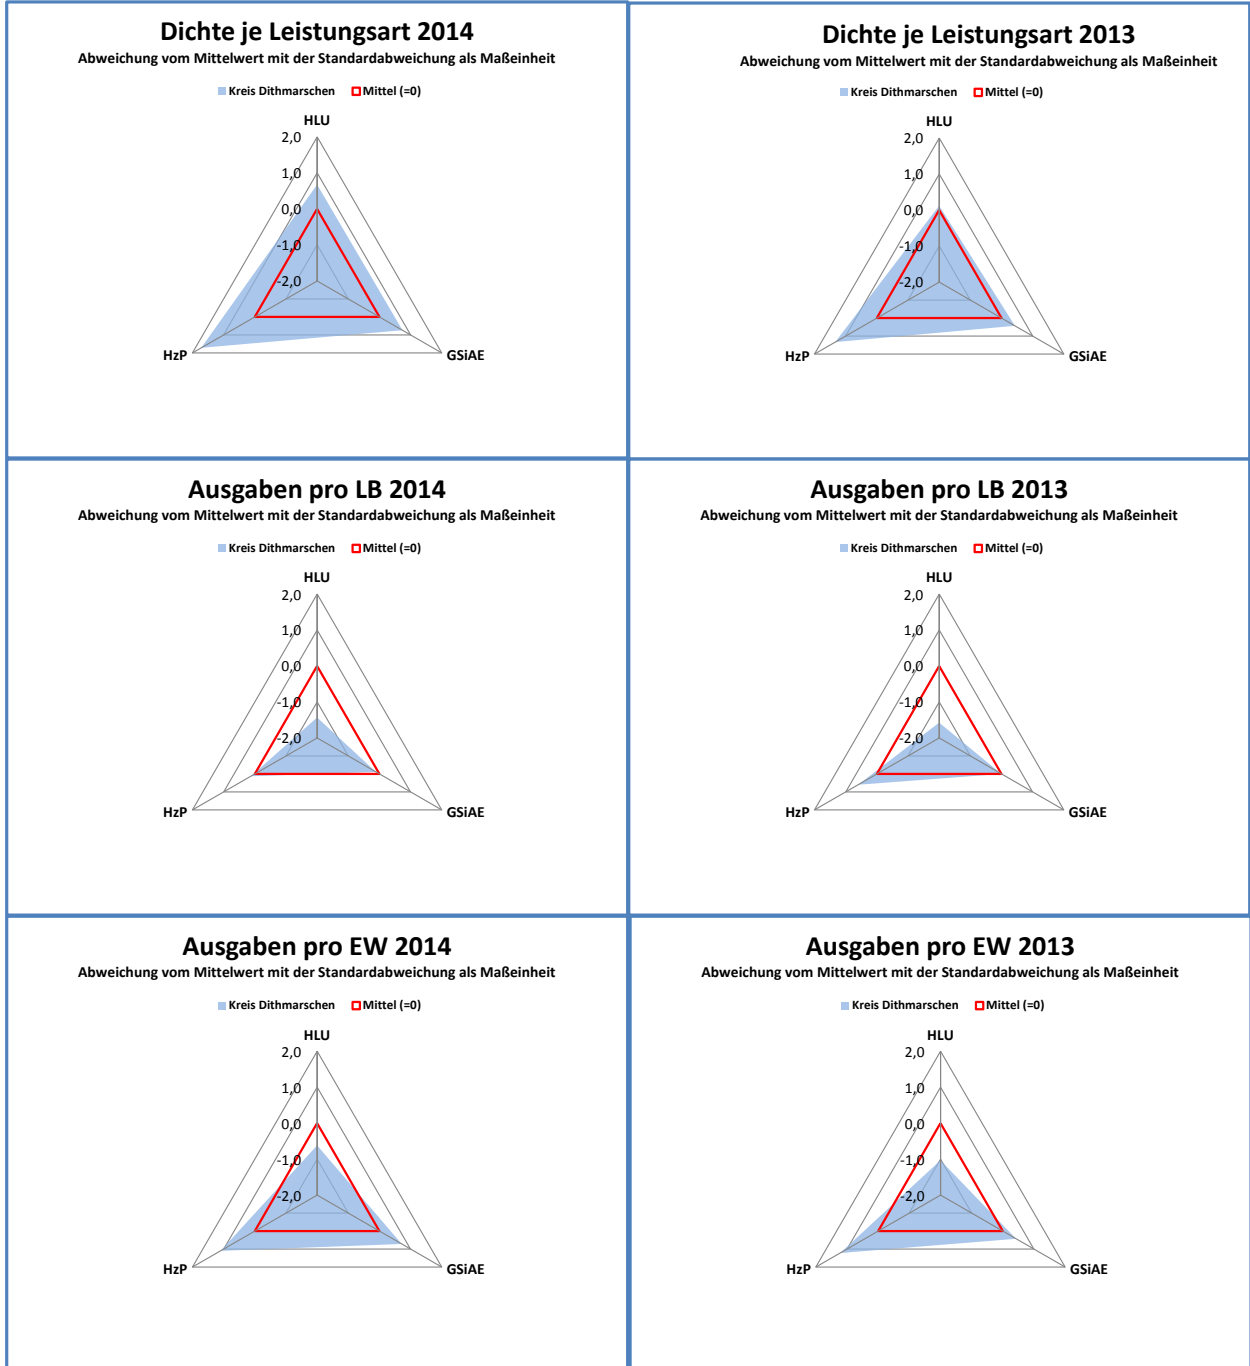 Dichte je Leistungsart 2014
Abweichung vom Mittelwert mit der Standardabweichung als Maßeinheit
Kreis Dithmarschen Mittel (=0)
HLU
2,0
1,0
0,0
-1,0
-2,0
HzP
GSiAE
Dichte je Leistungsart 2013
Abweichung vom Mittelwert mit der Standardabweichung als Maßeinheit
Kreis Dithmarschen Mittel (=0)
HLU
2,0
1,0
0,0
-1,0
-2,0
HzP
GSiAE
Ausgaben pro LB 2014
Abweichung vom Mittelwert mit der Standardabweichung als Maßeinheit
Kreis Dithmarschen Mittel (=0)
HLU
2,0
1,0
0,0
-1,0
-2,0
HzP
GSiAE
Ausgaben pro LB 2013
Abweichung vom Mittelwert mit der Standardabweichung als Maßeinheit
Kreis Dithmarschen Mittel (=0)
HLU
2,0
1,0
0,0
-1,0
-2,0
HzP
GSiAE
Ausgaben pro EW 2014
Abweichung vom Mittelwert mit der Standardabweichung als Maßeinheit
Kreis Dithmarschen Mittel (=0)
HLU
2,0
1,0
0,0
-1,0
-2,0
HzP
GSiAE
Ausgaben pro EW 2013
Abweichung vom Mittelwert mit der Standardabweichung als Maßeinheit
Kreis Dithmarschen Mittel (=0)
HLU
2,0
1,0
0,0
-1,0
-2,0
HzP
GSiAE